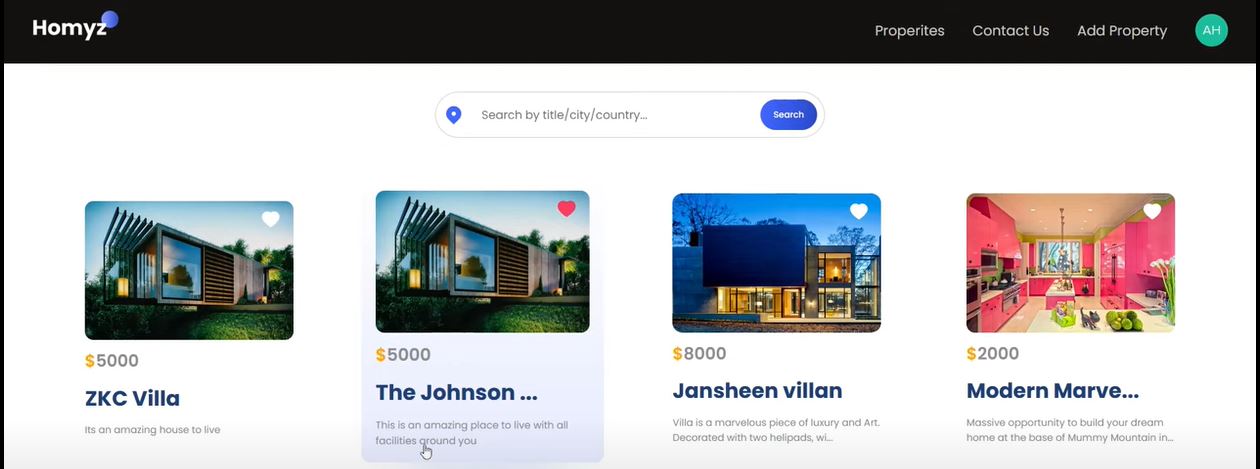 Homyz
Properites
Contact Us
Add Property
AH
Search by title/city/country...
Search
$5000
ZKC Villa
Its an amazing house to live
$5000
The Johnson ...
This is an amazing place to live with all
facilities around you
$8000
Jansheen villan
Villa is a marvelous piece of luxury and Art.
Decorated with two helipads, wi...
$2000
Modern Marve...
Massive opportunity to build your dream
home at the base of Mummy Mountain in...